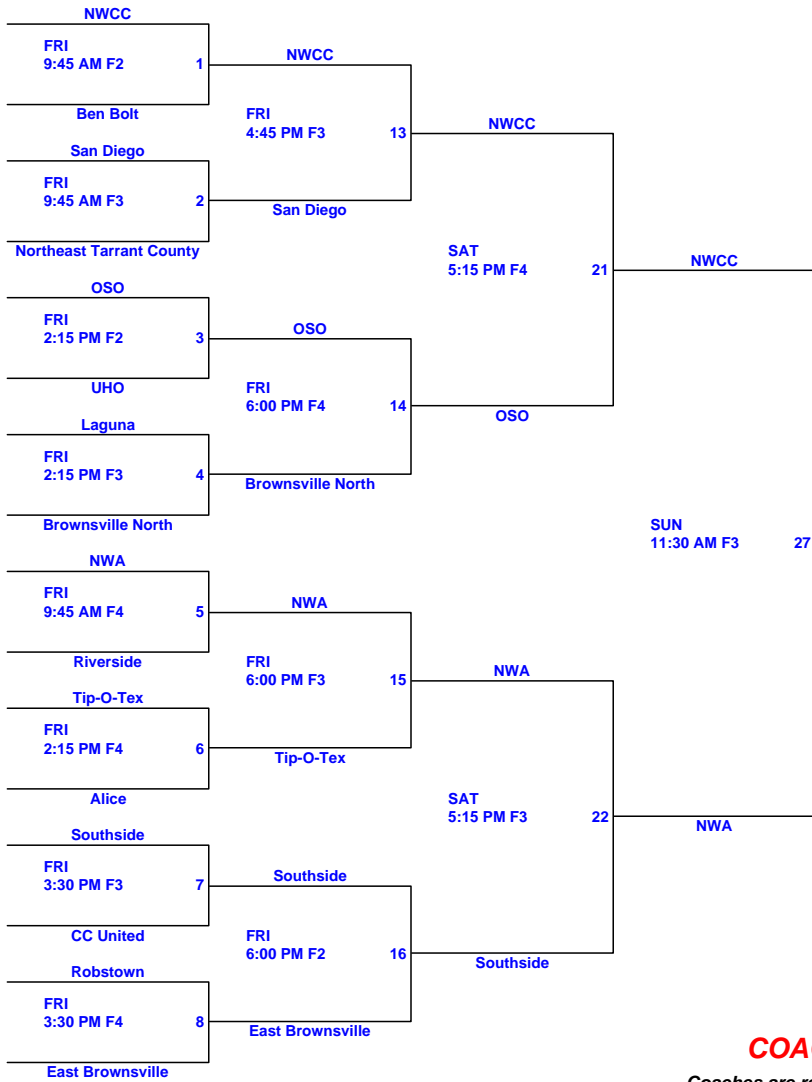 NWCC
FRI
9:45 AM F2 1
NWCC
Ben Bolt
FRI
4:45 PM F3 13
NWCC
San Diego
FRI
9:45 AM F3 2
San Diego
Northeast Tarrant County
SAT
5:15 PM F4 21
NWCC
OSO
FRI
2:15 PM F2 3
OSO
UHO
FRI
6:00 PM F4 14
OSO
Laguna
FRI
2:15 PM F3 4
Brownsville North
Brownsville North
SUN
11:30 AM F3 27
NWA
FRI
9:45 AM F4 5
NWA
Riverside
FRI
6:00 PM F3 15
NWA
Tip-O-Tex
FRI
2:15 PM F4 6
Tip-O-Tex
Alice
SAT
5:15 PM F3 22
NWA
Southside
FRI
3:30 PM F3 7
Southside
CC United
FRI
6:00 PM F2 16
Southside
Robstown
FRI
3:30 PM F4 8
East Brownsville
East Brownsville
Coaches are